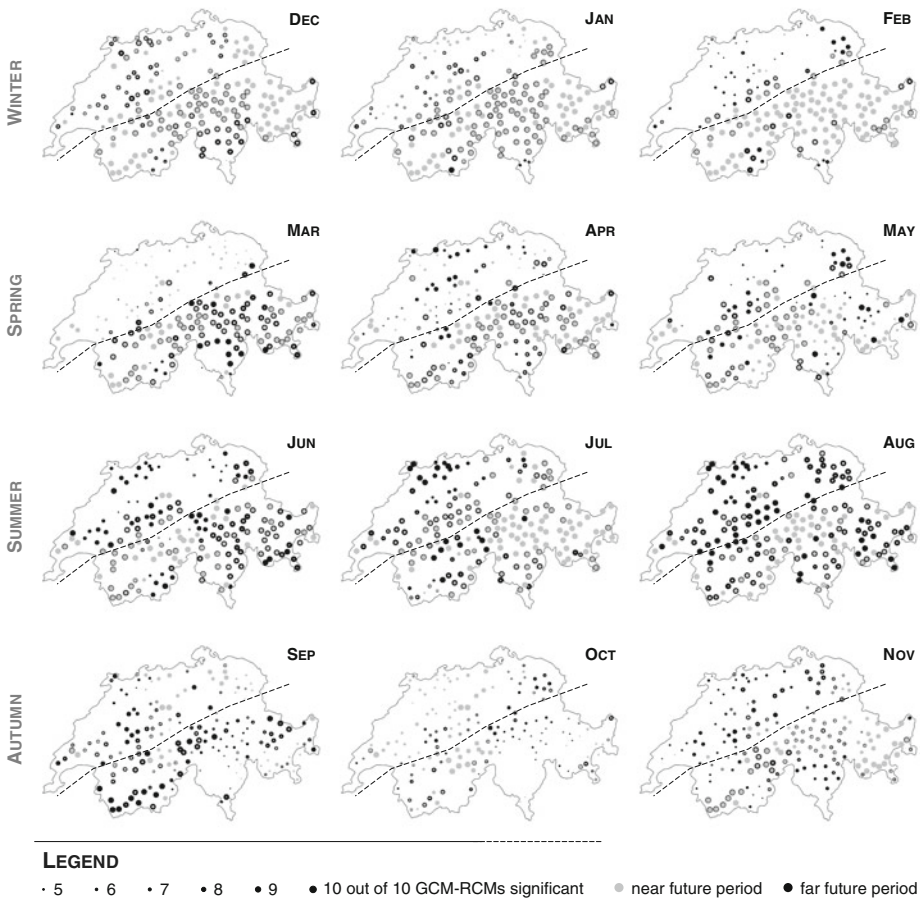 DEC JAN FEB
WINTER
MAR APR MAY
SPRING
JUN JUL AUG
SUMMER
SEP OCT NOV
AUTUMN
LEGEND
5 6 7 8 9 10 out of 10 GCM-RCMs significant near future period far future period